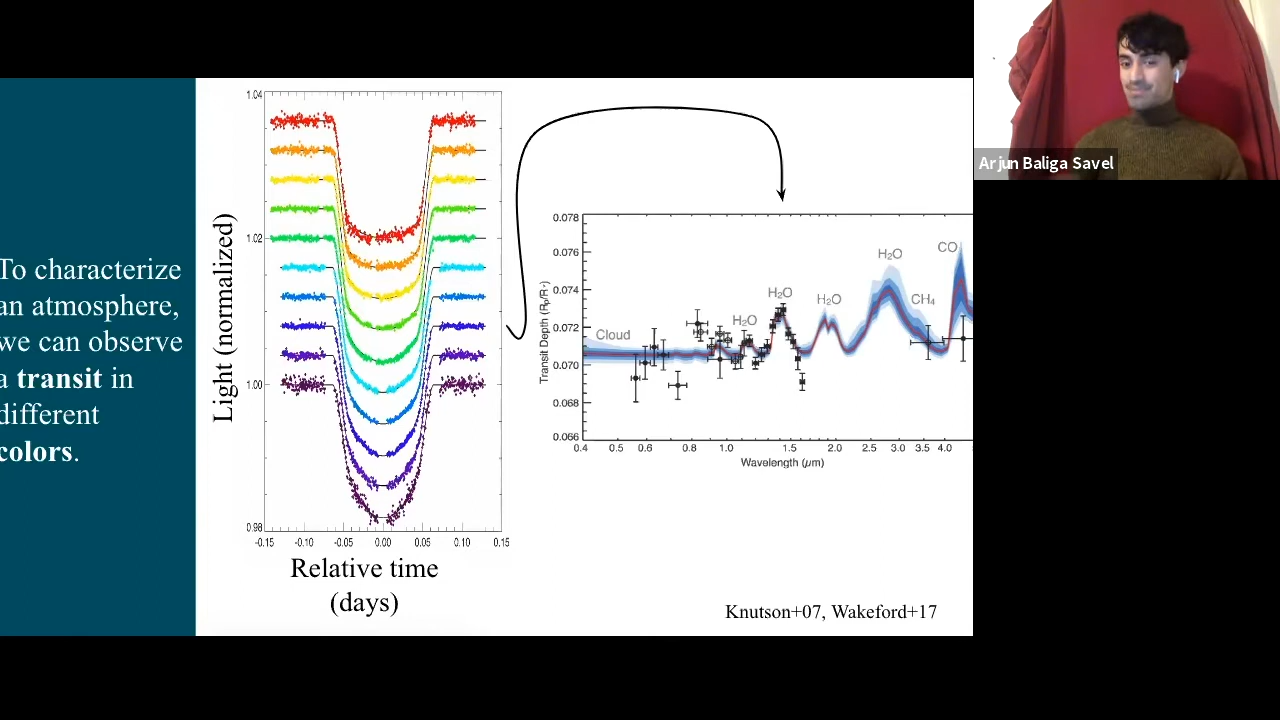 To characterize
an atmosphere,
we can observe
a transit in
different
colors.
1.04
1.02
1.00
0.98
Light (normalized)
-0.15 -0.10 -0.05 0.00 0.05 0.10 0.15
Relative time
(days)
0.078
0.076
0.074
0.072
0.070
0.068
0.066
Transit Depth (Rₚ/R*)
Cloud
H₂O
H₂O
H₂O
H₂O
CH₄
CO
0.4 0.5 0.6 0.8 1.0 1.5 2.0 2.5 3.0 3.5 4.0
Wavelength (μm)
Knutson+07, Wakeford+17
Arjun Baliga Savel